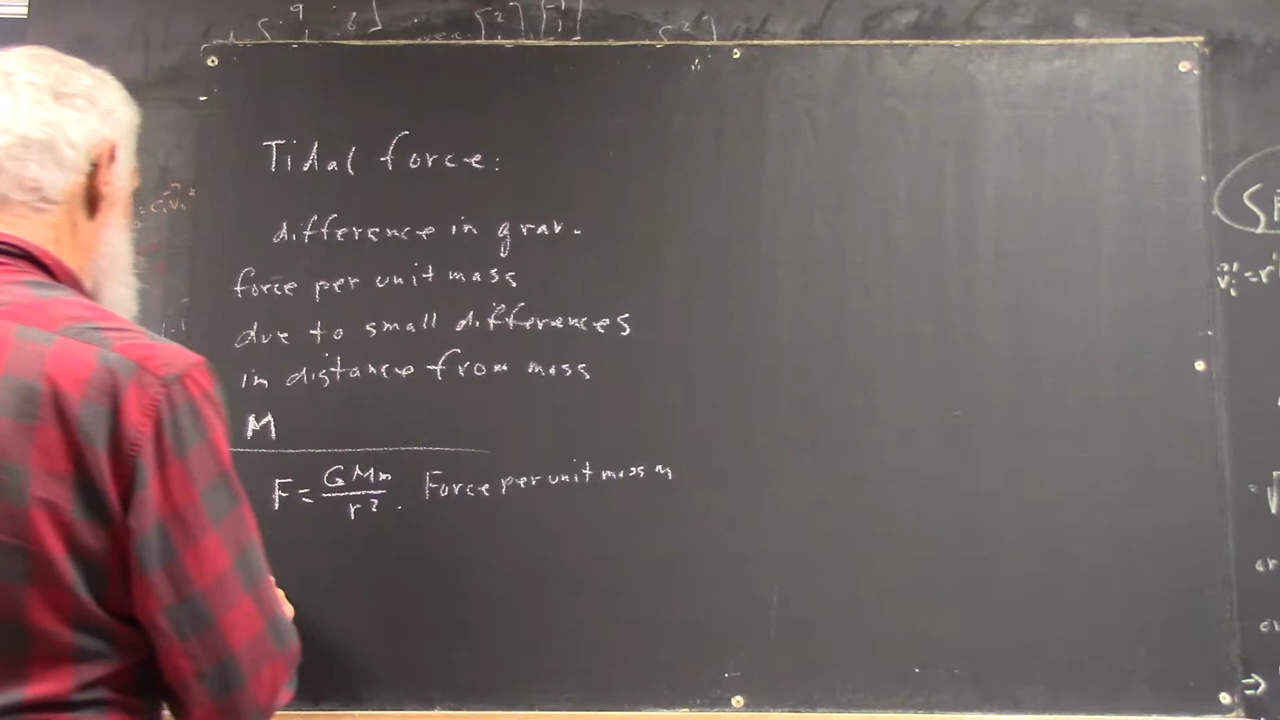 Tidal force:
difference in grav.
force per unit mass
due to small differences
in distance from mass
M
F = GMm/r². Force per unit mass m